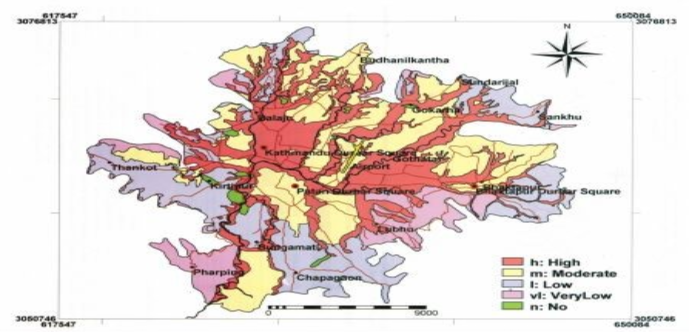 617547 650084
3076813 3076813
N
Budhanilkantha
Sundarijal
Gokarna
Sankhu
Balaju
Kathmandu Durbar Square
Gothatar
Airport
Thankot
Kirtipur
Patan Durbar Square
Bhaktapur Durbar Square
Lubhu
Bungamati
Pharping
Chapagaon
h: High
m: Moderate
l: Low
vl: VeryLow
n: No
0 9000
3050746 3050746
617547 650084